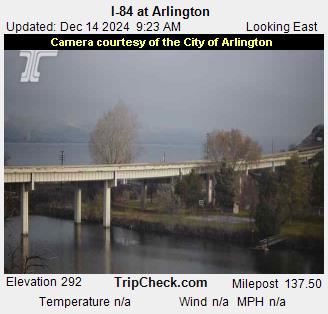 I-84 at Arlington
Updated: Dec 14 2024 9:23 AM Looking East
Camera courtesy of the City of Arlington
Elevation 292 TripCheck.com Milepost 137.50
Temperature n/a Wind n/a MPH n/a